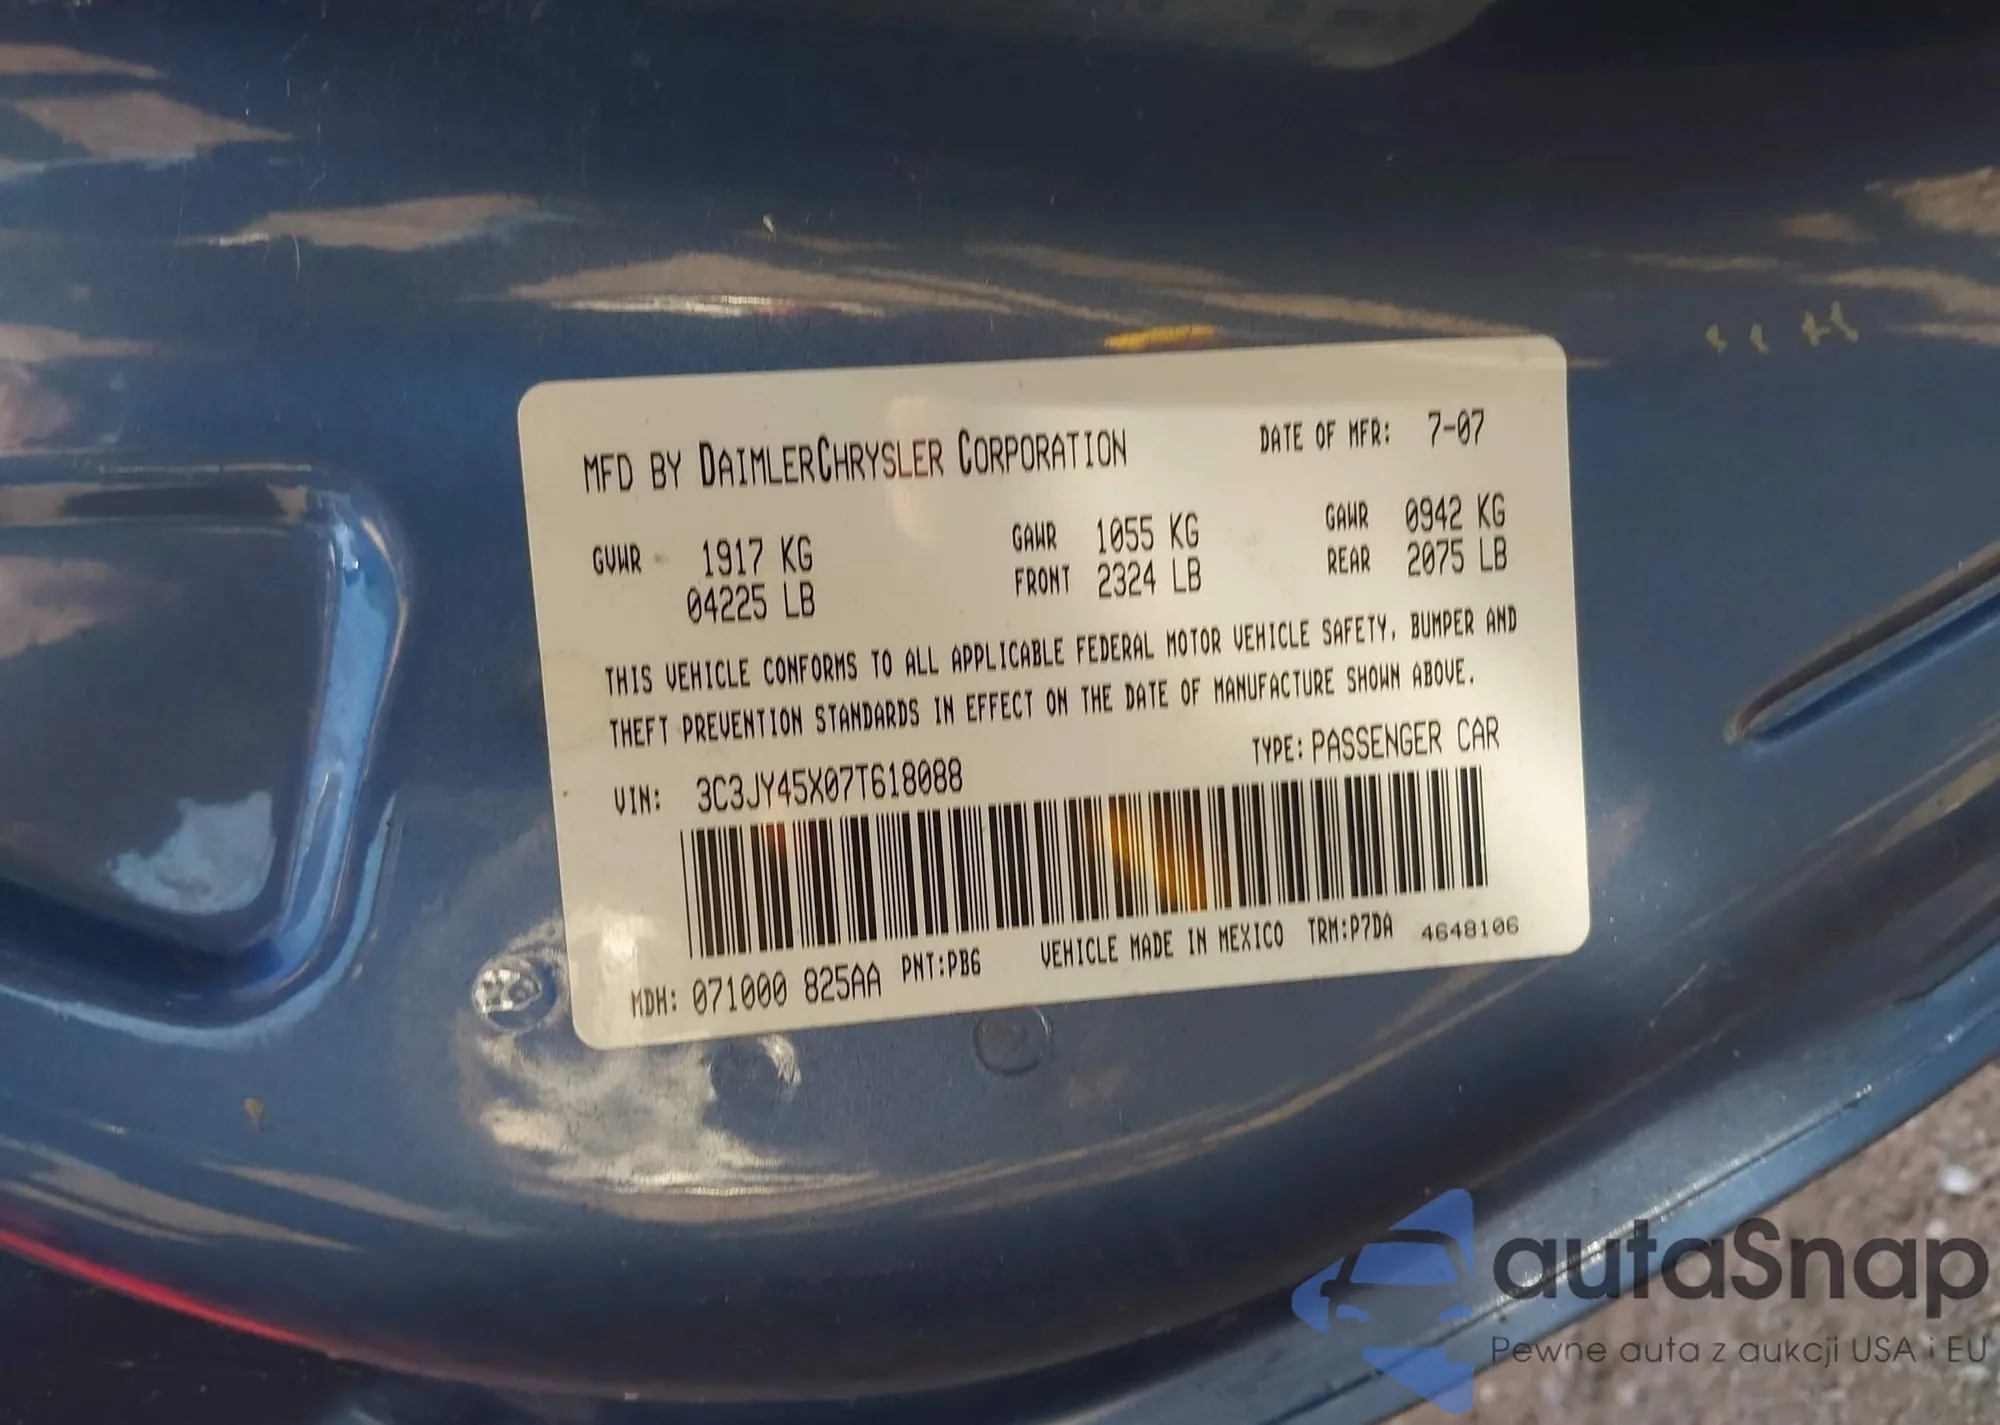 MFD BY DAIMLERCHRYSLER CORPORATION DATE OF MFR: 7-07
GVWR 1917 KG GAWR 1055 KG GAWR 0942 KG
04225 LB FRONT 2324 LB REAR 2075 LB
THIS VEHICLE CONFORMS TO ALL APPLICABLE FEDERAL MOTOR VEHICLE SAFETY, BUMPER AND
THEFT PREVENTION STANDARDS IN EFFECT ON THE DATE OF MANUFACTURE SHOWN ABOVE.
VIN: 3C3JY45X07T618088 TYPE: PASSENGER CAR
MDH: 071000 825AA PNT:PB6 VEHICLE MADE IN MEXICO TRM:P7DA 4648106
autaSnap
Pewne auta z aukcji USA i EU